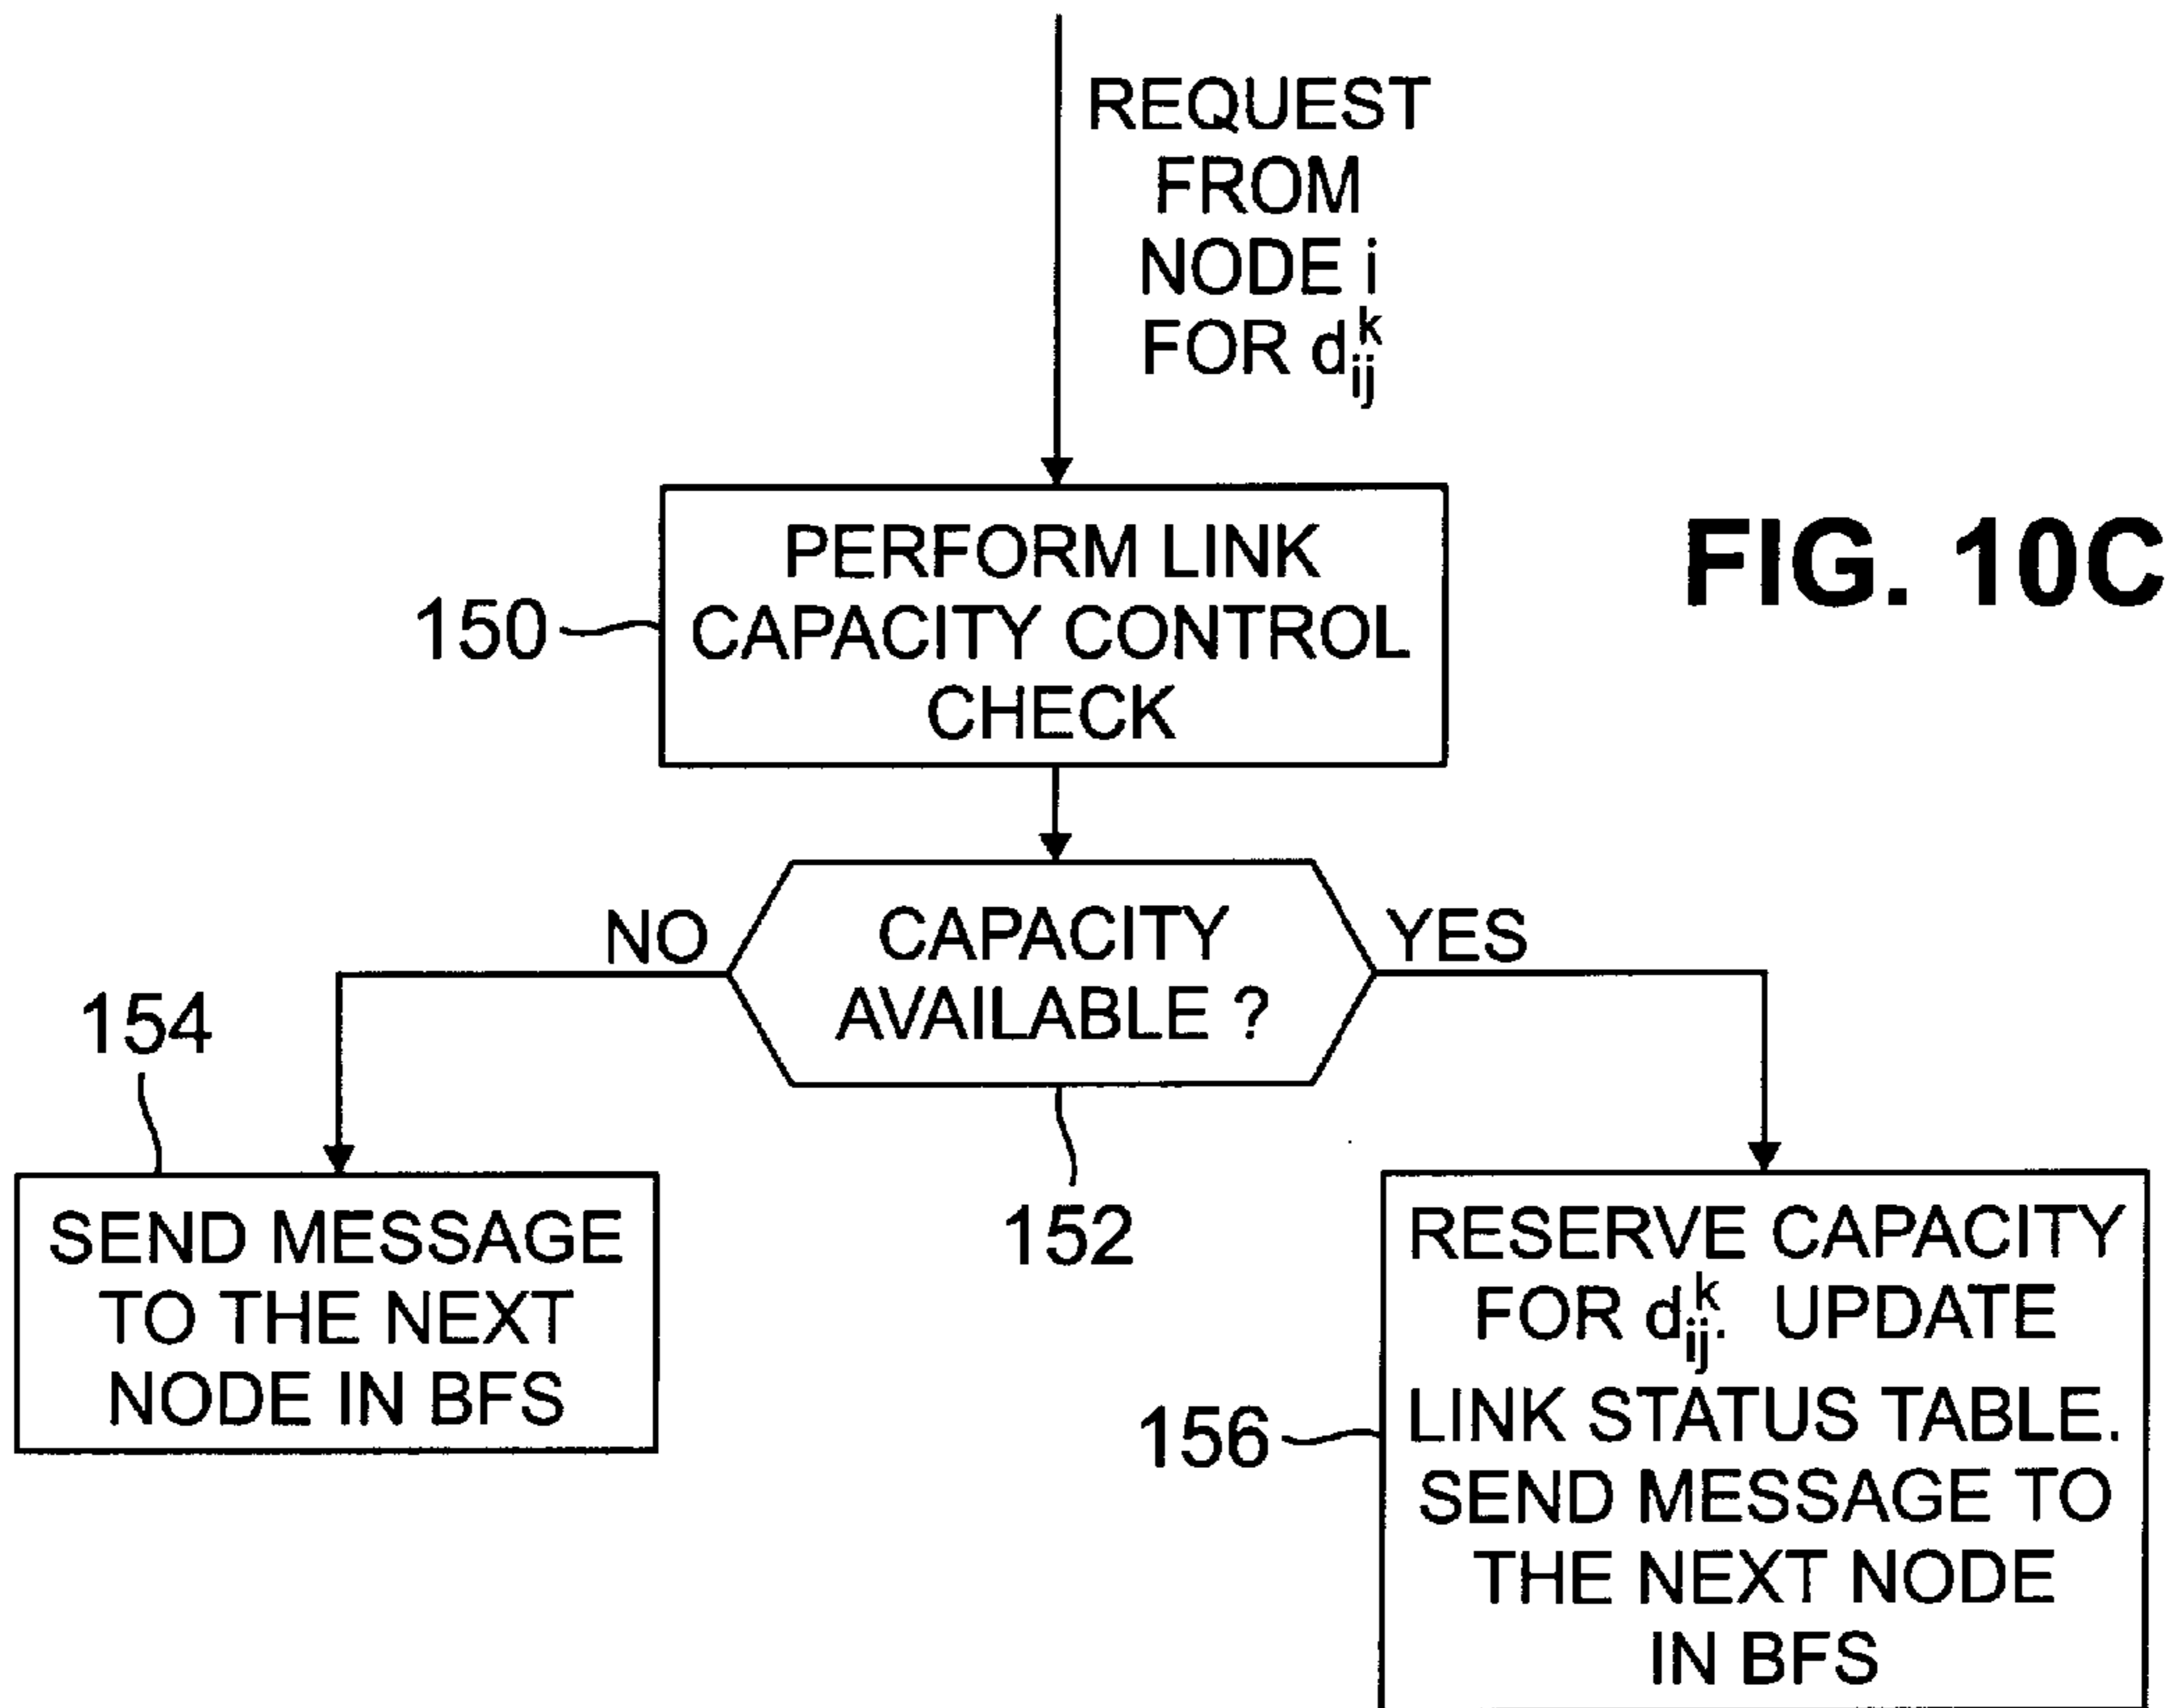 REQUEST
FROM
NODE i
FOR d_{ij}^{k}
FIG. 10C
PERFORM LINK
150
CAPACITY CONTROL
CHECK
NO
CAPACITY
YES
AVAILABLE ?
154
152
SEND MESSAGE
TO THE NEXT
NODE IN BFS
RESERVE CAPACITY
FOR d_{ij}^{k}. UPDATE
LINK STATUS TABLE.
156
SEND MESSAGE TO
THE NEXT NODE
IN BFS